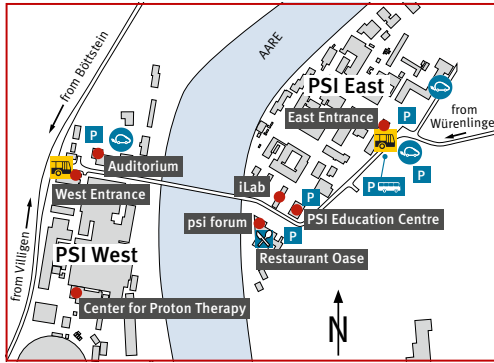 from Böttstein
AARE
PSI East
East Entrance
P
from
Würenlinge
P
Auditorium
P
P
West Entrance
iLab
P
PSI Education Centre
psi forum
P
from Villigen
PSI West
Restaurant Oase
Center for Proton Therapy
N